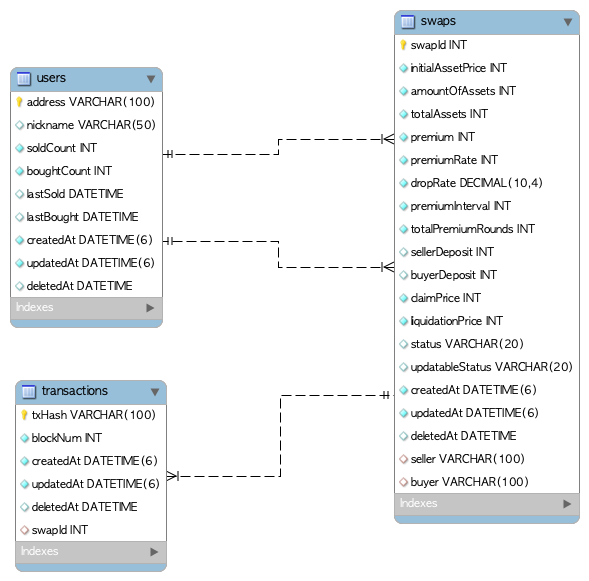 users
address VARCHAR(100)
nickname VARCHAR(50)
soldCount INT
boughtCount INT
lastSold DATETIME
lastBought DATETIME
createdAt DATETIME(6)
updatedAt DATETIME(6)
deletedAt DATETIME
Indexes
transactions
txHash VARCHAR(100)
blockNum INT
createdAt DATETIME(6)
updatedAt DATETIME(6)
deletedAt DATETIME
swapId INT
Indexes
swaps
swapId INT
initialAssetPrice INT
amountOfAssets INT
totalAssets INT
premium INT
premiumRate INT
dropRate DECIMAL(10,4)
premiumInterval INT
totalPremiumRounds INT
sellerDeposit INT
buyerDeposit INT
claimPrice INT
liquidationPrice INT
status VARCHAR(20)
updatableStatus VARCHAR(20)
createdAt DATETIME(6)
updatedAt DATETIME(6)
deletedAt DATETIME
seller VARCHAR(100)
buyer VARCHAR(100)
Indexes